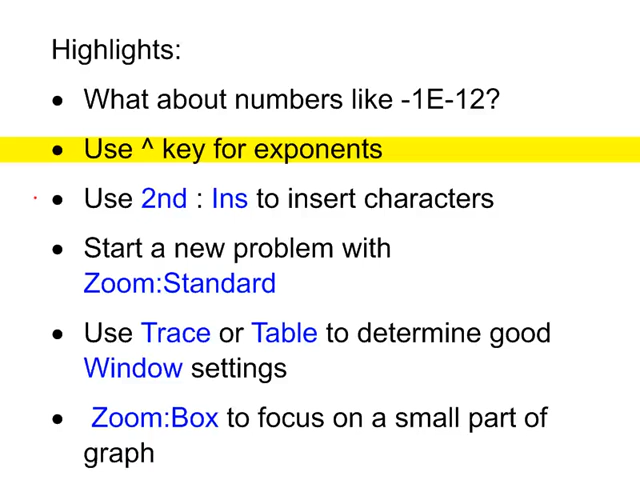 Highlights:
• What about numbers like -1E-12?
• Use ^ key for exponents
• Use 2nd : Ins to insert characters
• Start a new problem with
Zoom:Standard
• Use Trace or Table to determine good
Window settings
• Zoom:Box to focus on a small part of
graph